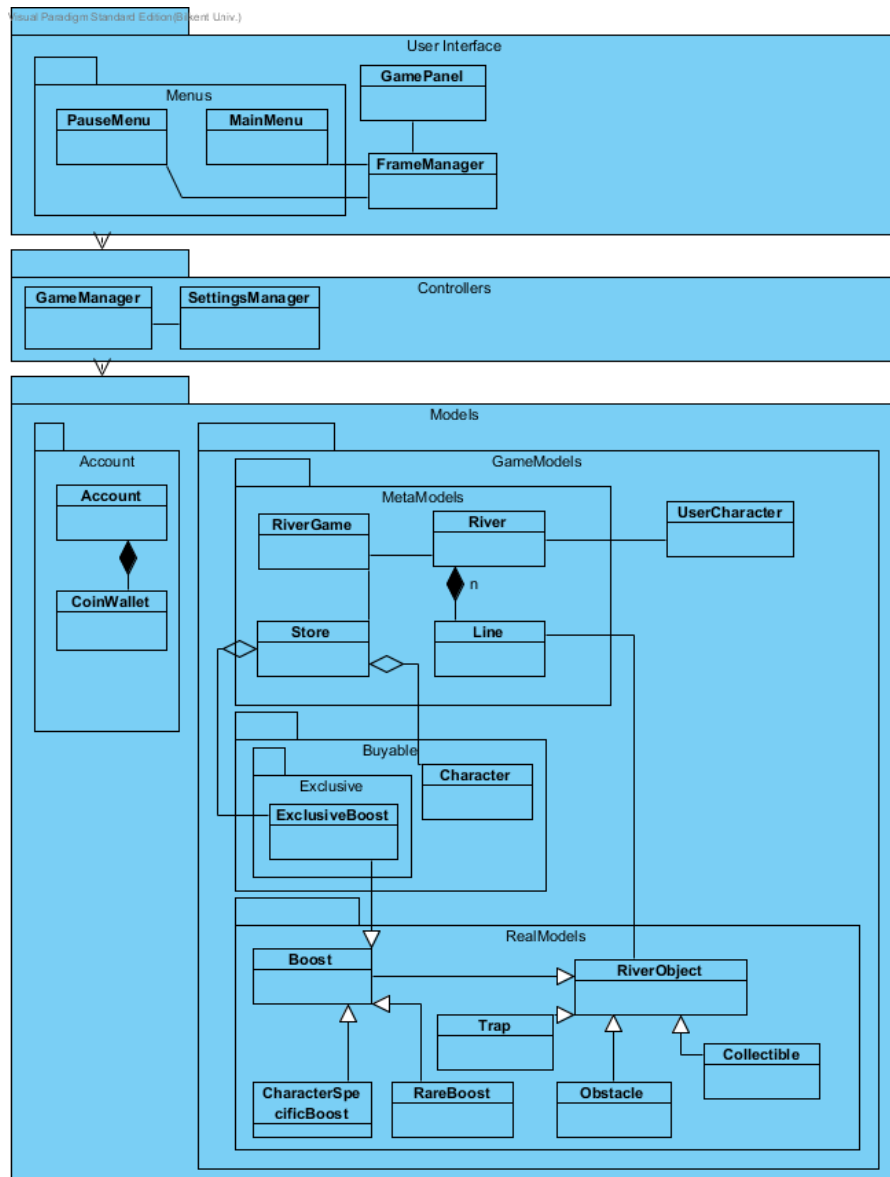 Visual Paradigm Standard Edition(Bilkent Univ.)
User Interface
GamePanel
Menus
PauseMenu
MainMenu
FrameManager
Controllers
GameManager
SettingsManager
Models
Account
GameModels
MetaModels
Account
RiverGame
River
UserCharacter
n
CoinWallet
Store
Line
Buyable
Character
Exclusive
ExclusiveBoost
RealModels
Boost
RiverObject
Trap
Collectible
CharacterSpe
cificBoost
RareBoost
Obstacle